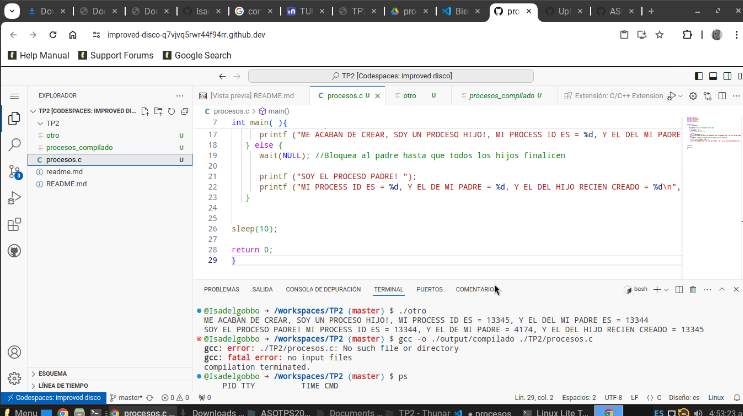 Doc
Doc
Doc
Isa
cor
TUI
TP2
pro
Bie
pro
Upl
AS
improved-disco-q7vjvq5rwr44f94rr.github.dev
Help Manual
Support Forums
Google Search
TP2 [Codespaces: improved disco]
EXPLORADOR
[Vista previa] README.md
procesos.c U
otro U
procesos_compilado U
Extensión: C/C++ Extension
TP2 [CODESPACES: IMPROVED DI...
procesos.c > main()
TP2
otro U
procesos_compilado U
procesos.c U
readme.md
README.md
7 int main( ){
17 printf ("ME ACABAN DE CREAR, SOY UN PROCESO HIJO!, MI PROCESS ID ES = %d, Y EL DEL MI PADRE
18 } else {
19 wait(NULL); //Bloquea al padre hasta que todos los hijos finalicen
20
21 printf ("SOY EL PROCESO PADRE! ");
22 printf ("MI PROCESS ID ES = %d, Y EL DE MI PADRE = %d, Y EL DEL HIJO RECIEN CREADO = %d\n",
23 }
24
25
26 sleep(10);
27
28 return 0;
29 }
PROBLEMAS
SALIDA
CONSOLA DE DEPURACIÓN
TERMINAL
PUERTOS
COMENTARIOS
bash
@Isadelgobbo ➜ /workspaces/TP2 (master) $ ./otro
ME ACABAN DE CREAR, SOY UN PROCESO HIJO!, MI PROCESS ID ES = 13345, Y EL DEL MI PADRE ES = 13344
SOY EL PROCESO PADRE! MI PROCESS ID ES = 13344, Y EL DE MI PADRE = 4174, Y EL DEL HIJO RECIEN CREADO = 13345
@Isadelgobbo ➜ /workspaces/TP2 (master) $ gcc -o ./output/compilado ./TP2/procesos.c
gcc: error: ./TP2/procesos.c: No such file or directory
gcc: fatal error: no input files
compilation terminated.
@Isadelgobbo ➜ /workspaces/TP2 (master) $ ps
PID TTY TIME CMD
3
ESQUEMA
LÍNEA DE TIEMPO
Codespaces: improved disco
master*
0 0
0
Lín. 29, col. 2
Espacios: 2
UTF-8
LF
{} C
Diseño: es
Linux
Menu
procesos.c ...
Downloads ...
ASOTPS20...
Documents ...
TP2 - Thunar
procesos...
Linux Lite T...
ES
4:53:23